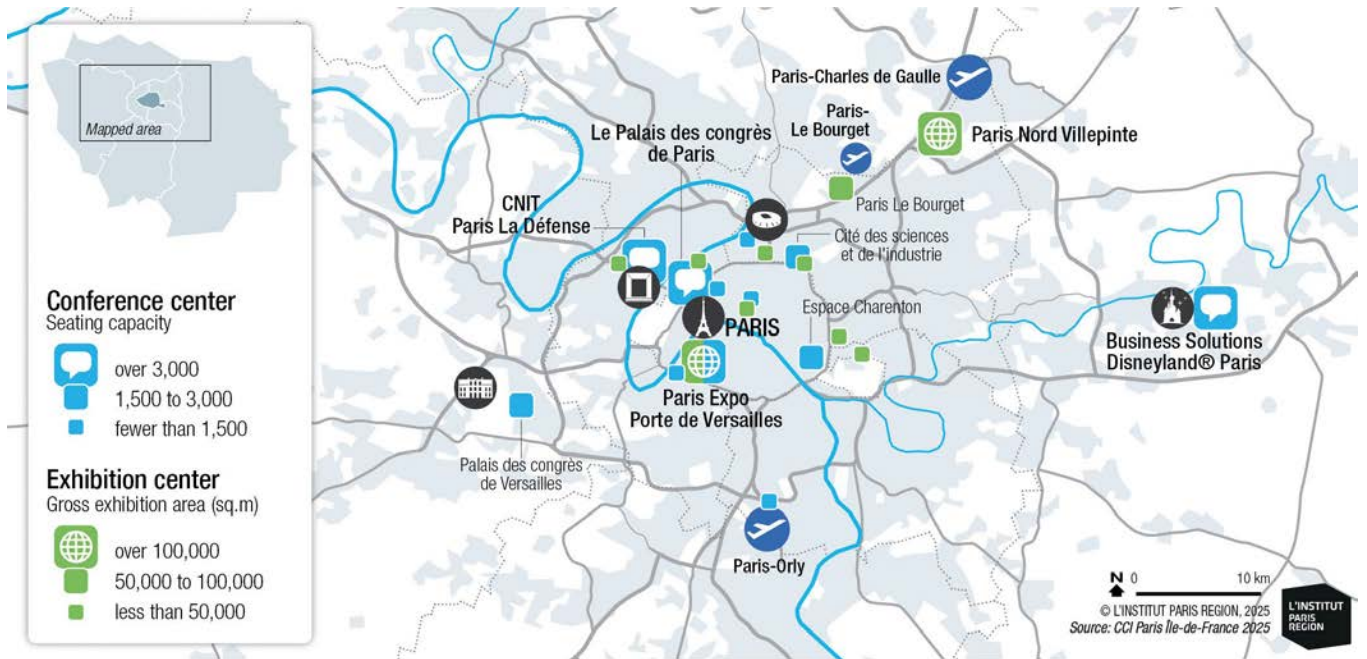 Mapped area
Conference center
Seating capacity
over 3,000
1,500 to 3,000
fewer than 1,500
Exhibition center
Gross exhibition area (sq.m)
over 100,000
50,000 to 100,000
less than 50,000
Paris-Charles de Gaulle
Paris-
Le Bourget
Paris Nord Villepinte
Le Palais des congrès
de Paris
Paris Le Bourget
CNIT
Paris La Défense
Cité des sciences
et de l'industrie
Espace Charenton
PARIS
Business Solutions
Disneyland® Paris
Paris Expo
Porte de Versailles
Palais des congrès
de Versailles
Paris-Orly
N 0 10 km
© L'INSTITUT PARIS REGION, 2025
Source: CCI Paris Île-de-France 2025
L'INSTITUT
PARIS
REGION